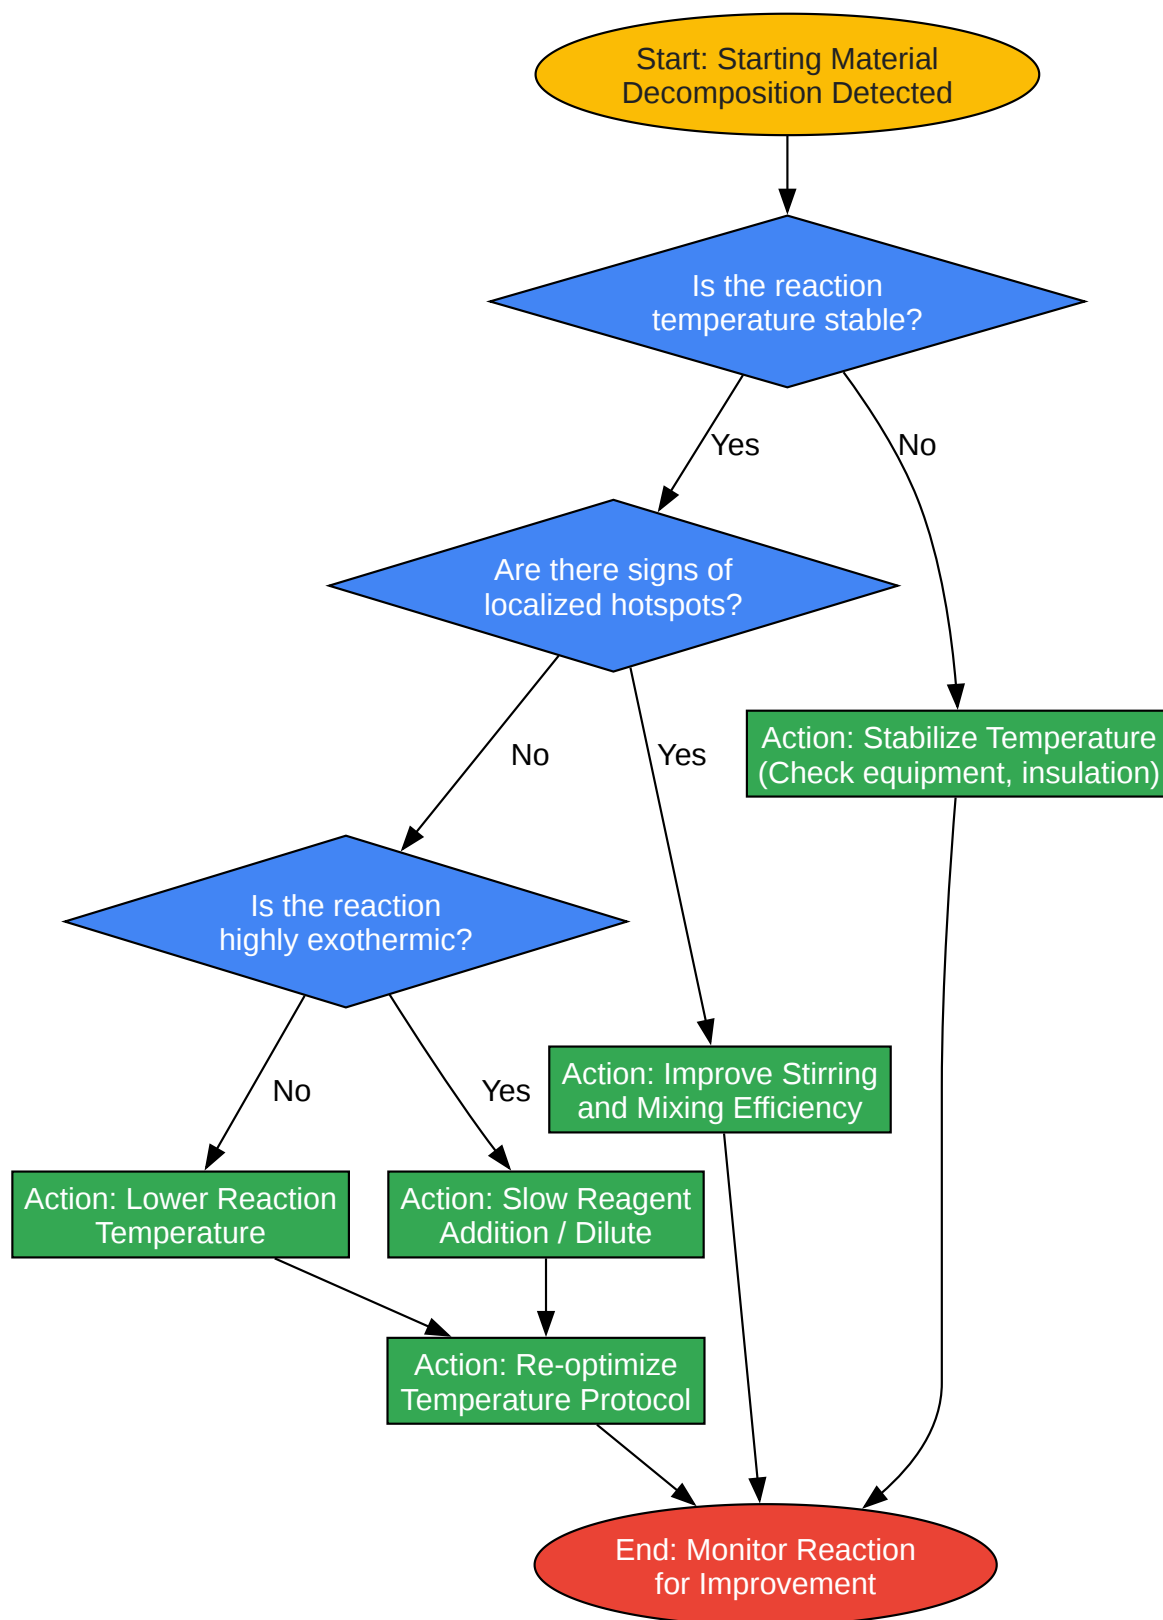 Start: Starting Material
Decomposition Detected
Is the reaction
temperature stable?
Yes
No
Are there signs of
localized hotspots?
Action: Stabilize Temperature
(Check equipment, insulation)
No
Yes
Is the reaction
highly exothermic?
Action: Improve Stirring
and Mixing Efficiency
No
Yes
Action: Lower Reaction
Temperature
Action: Slow Reagent
Addition / Dilute
Action: Re-optimize
Temperature Protocol
End: Monitor Reaction
for Improvement